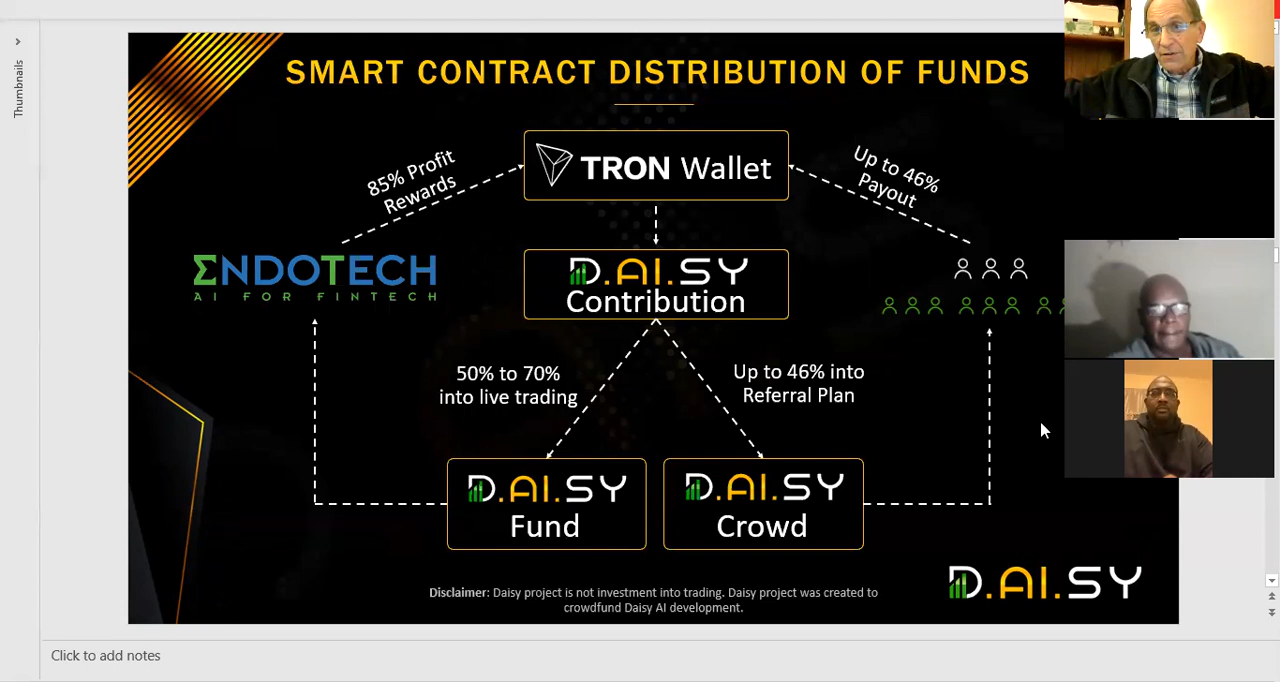 Thumbnails
SMART CONTRACT DISTRIBUTION OF FUNDS
TRON Wallet
85% Profit
Rewards
Up to 46%
Payout
ΣNDOTECH
AI FOR FINTECH
D.AI.SY
Contribution
50% to 70%
into live trading
Up to 46% into
Referral Plan
D.AI.SY
Fund
D.AI.SY
Crowd
D.AI.SY
Disclaimer: Daisy project is not investment into trading. Daisy project was created to
crowdfund Daisy AI development.
Click to add notes